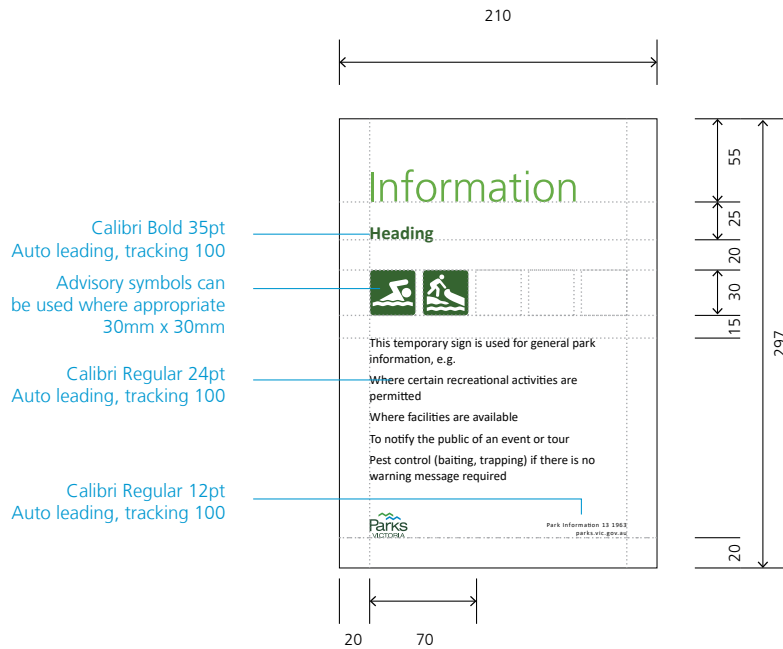 210
55
Information
25
Calibri Bold 35pt
Auto leading, tracking 100
Heading
20
Advisory symbols can
be used where appropriate
30mm x 30mm
30
15
297
This temporary sign is used for general park
information, e.g.
Calibri Regular 24pt
Auto leading, tracking 100
Where certain recreational activities are
permitted
Where facilities are available
To notify the public of an event or tour
Pest control (baiting, trapping) if there is no
warning message required
Calibri Regular 12pt
Auto leading, tracking 100
Parks
VICTORIA
Park Information 13 1963
parks.vic.gov.au
20
20
70